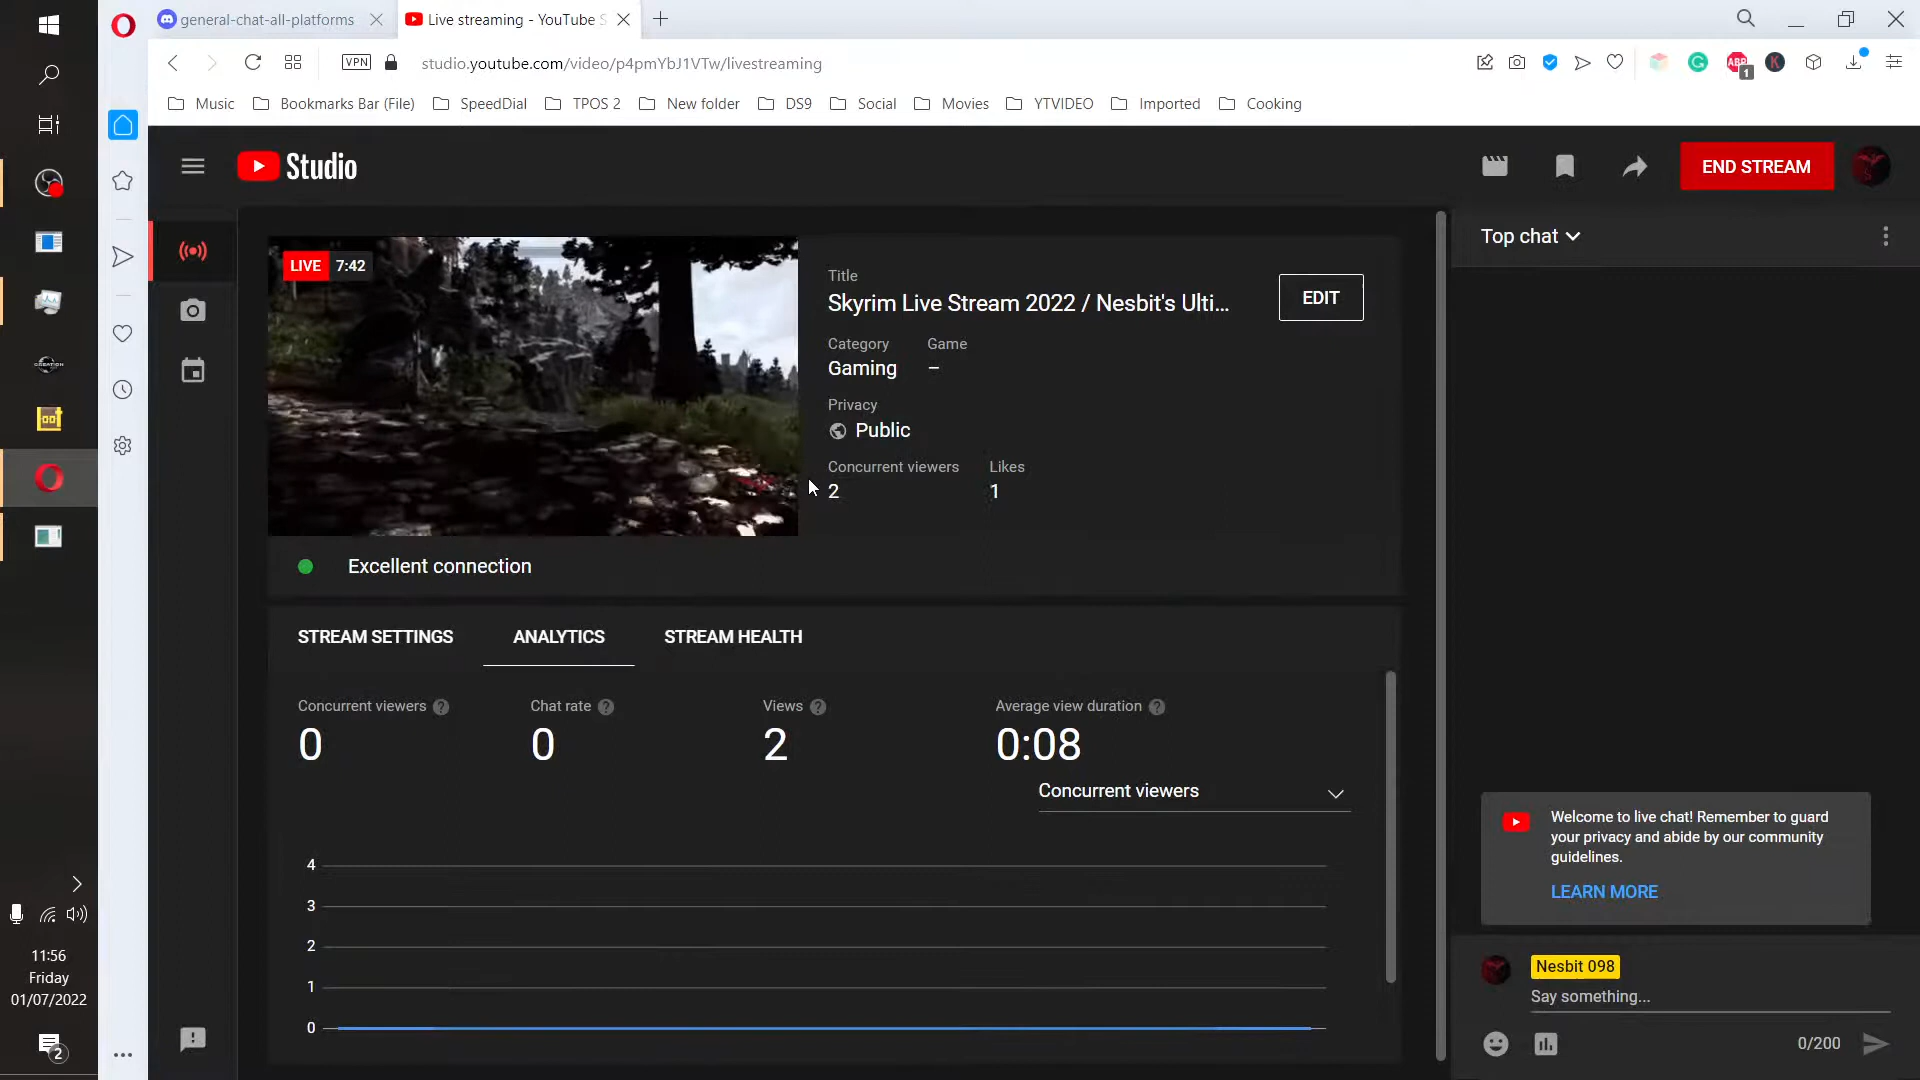 general-chat-all-platforms
Live streaming - YouTube S
VPN
studio.youtube.com/video/p4pmYbJ1VTw/livestreaming
ABP
1
K
Music
Bookmarks Bar (File)
SpeedDial
TPOS 2
New folder
DS9
Social
Movies
YTVIDEO
Imported
Cooking
Studio
END STREAM
LIVE 7:42
Title
Skyrim Live Stream 2022 / Nesbit's Ulti...
EDIT
Category Game
Gaming –
Privacy
Public
Concurrent viewers Likes
2 1
Excellent connection
STREAM SETTINGS ANALYTICS STREAM HEALTH
Concurrent viewers Chat rate Views Average view duration
0 0 2 0:08
Concurrent viewers
4
3
2
1
0
Top chat
Welcome to live chat! Remember to guard
your privacy and abide by our community
guidelines.
LEARN MORE
Nesbit 098
Say something...
0/200
CREATION
11:56
Friday
01/07/2022
2